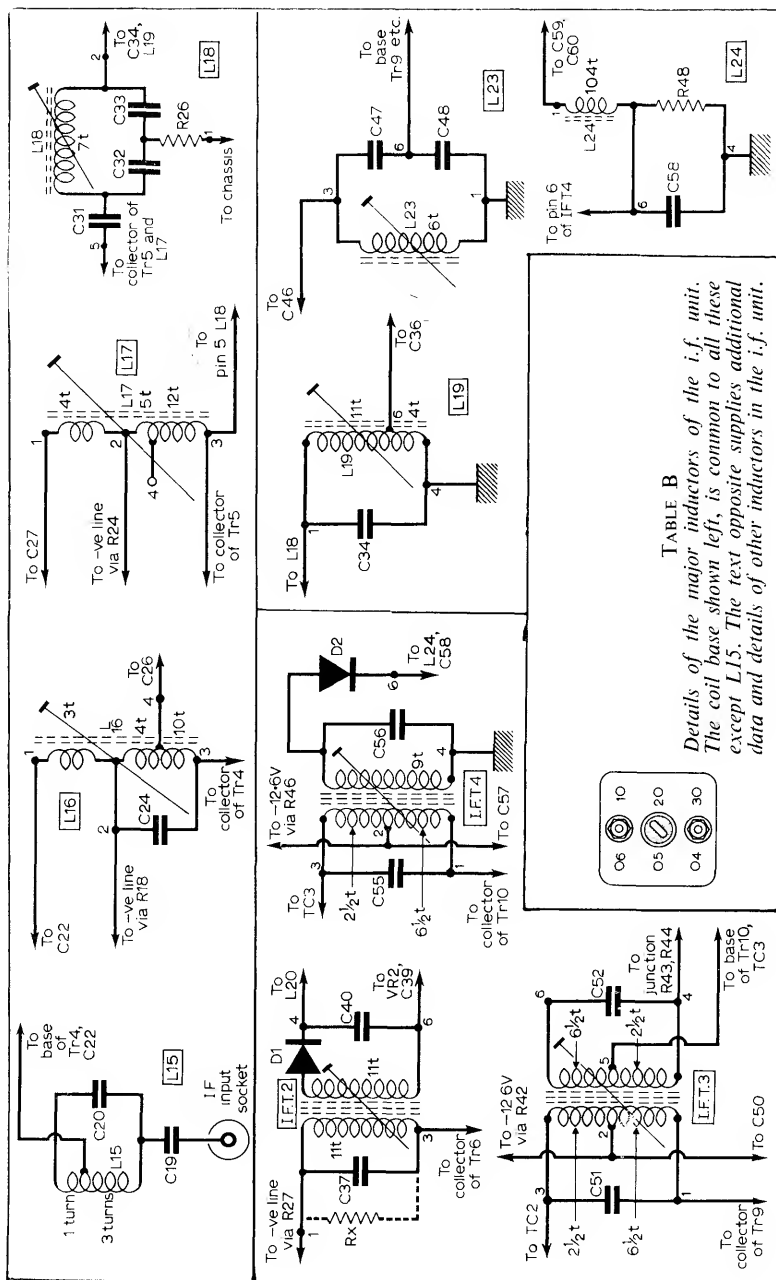 To
base
of Tr4,
C22
1 turn
L15
3 turns
C20
L15
C19
IF
input
socket
To C22
L16
To -ve line
via R18
1
3t
L16
2
C24
4t
10t
3
To
C26
4
To
collector
of Tr4
To C27
To -ve line
via R24
To collector
of Tr5
1
4t
L17
2
L17
5t
4
12t
3
To
pin 5 L18
L18
7t
C31
5
To
collector of
Tr5 and
L17
C32
C33
R26
1
To chassis
2
To
C34,
L19
L18
To -ve line
via R27
1
Rx
C37
11t
I.F.T.2
3
To
collector
of Tr6
D1
4
To
L20
11t
C40
6
To
VR2,
C39
To -12·6V
via R46
To
TC3
3
2½t
2
C55
6½t
1
To collector
of Tr10
To C57
I.F.T.4
9t
C56
4
D2
6
To
L24,
C58
To L18
1
C34
L19
11t
6
4t
4
To
C36
L19
To
C46
3
L23
6t
C47
6
C48
1
To
base
Tr9 etc.
L23
To -12·6V
via R42
To TC2
3
2½t
C51
2
6½t
1
To
collector
of Tr9
To C50
I.F.T.3
6
6½t
C52
5
2½t
4
To
junction
R43, R44
To base
of Tr10,
TC3
O6 1O
O5 2O
O4 3O
TABLE B
Details of the major inductors of the i.f. unit.
The coil base shown left, is common to all these
except L15. The text opposite supplies additional
data and details of other inductors in the i.f. unit.
To pin 6
of IFT4
6
C58
L24
1
104t
To
C59,
C60
R48
4
L24